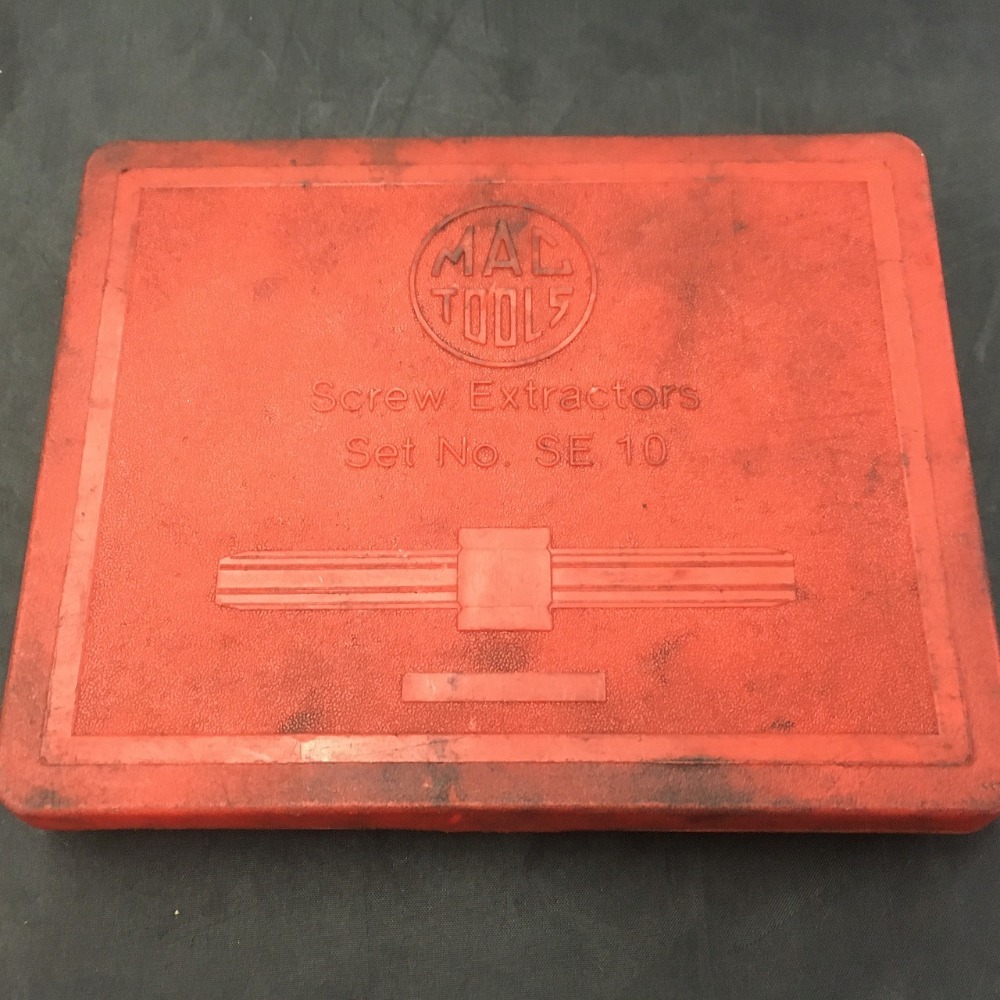 MAC
TOOLS
Screw Extractors
Set No. SE 10